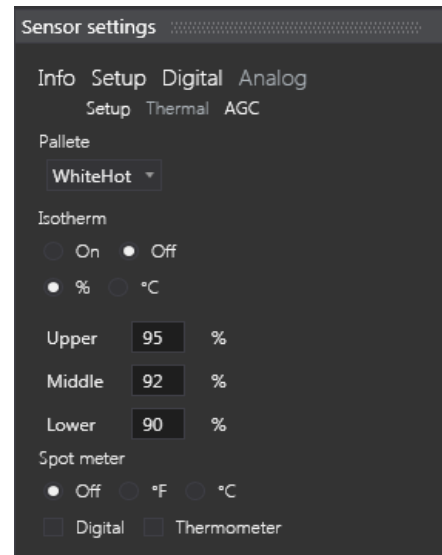 Sensor settings
Info Setup Digital Analog
Setup Thermal AGC
Pallete
WhiteHot
Isotherm
On Off
% °C
Upper 95 %
Middle 92 %
Lower 90 %
Spot meter
Off °F °C
Digital Thermometer